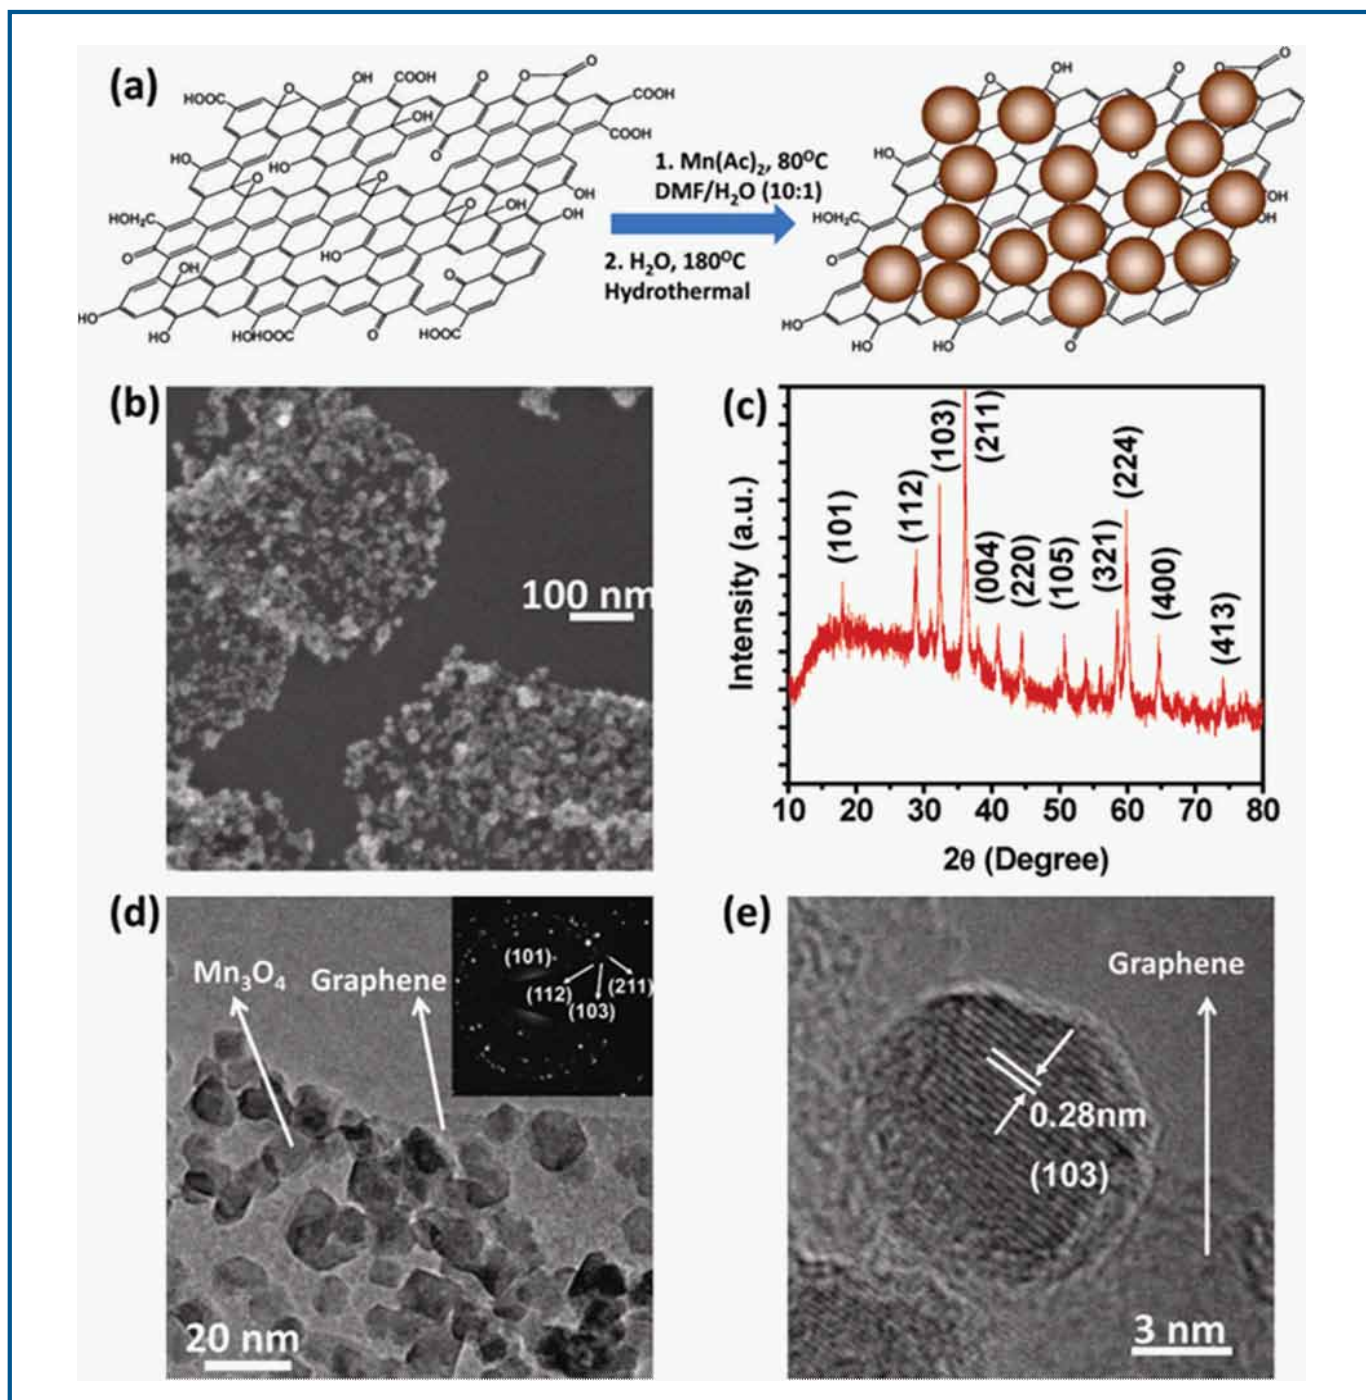 (a)
HOOC
O
OH
COOH
O
O
O
COOH
COOH
OH
O
HO
HO
O
O
O
OH
OH
OH
HOH₂C
O
OH
HO
O
HO
HO
HOHOOC
O
HOOC
1. Mn(Ac)₂, 80⁰C
DMF/H₂O (10:1)
2. H₂O, 180⁰C
Hydrothermal
OH
O
O
O
O
HO
HOH₂C
OH
OH
O
HO
HO
HO
O
(b)
100 nm
(c)
Intensity (a.u.)
(101)
(112)
(103)
(211)
(004)
(220)
(105)
(321)
(224)
(400)
(413)
10 20 30 40 50 60 70 80
2θ (Degree)
(d)
Mn₃O₄
Graphene
(101)
(112)
(103)
(211)
20 nm
(e)
Graphene
0.28nm
(103)
3 nm